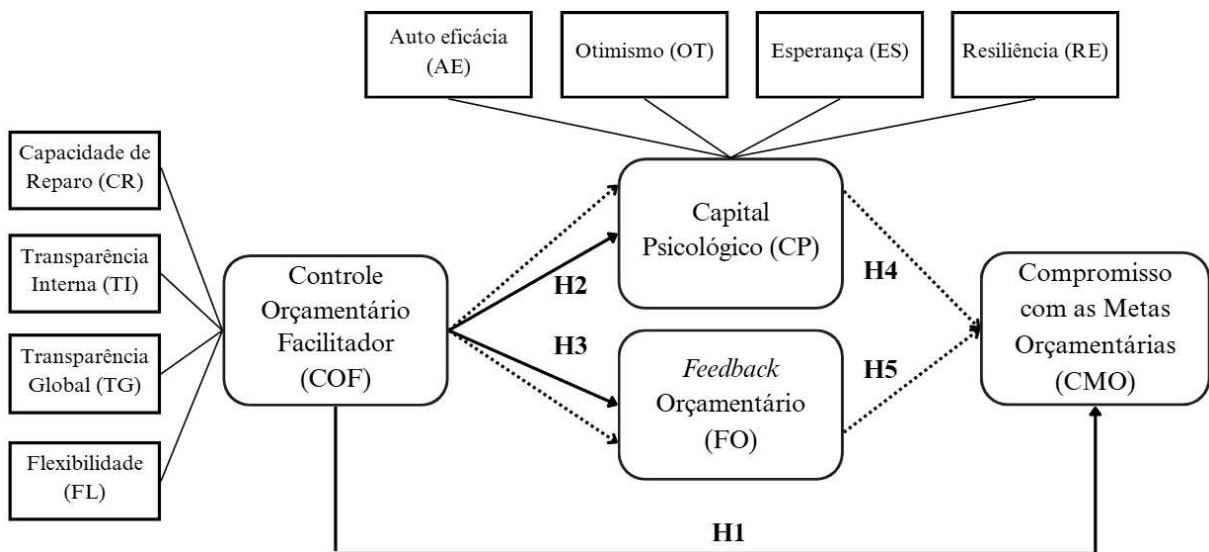 Auto eficácia
(AE)
Otimismo (OT)
Esperança (ES)
Resiliência (RE)
Capacidade de
Reparo (CR)
Transparência
Interna (TI)
Transparência
Global (TG)
Flexibilidade
(FL)
Controle
Orçamentário
Facilitador
(COF)
H2
H3
Capital
Psicológico (CP)
Feedback
Orçamentário
(FO)
H4
H5
Compromisso
com as Metas
Orçamentárias
(CMO)
H1